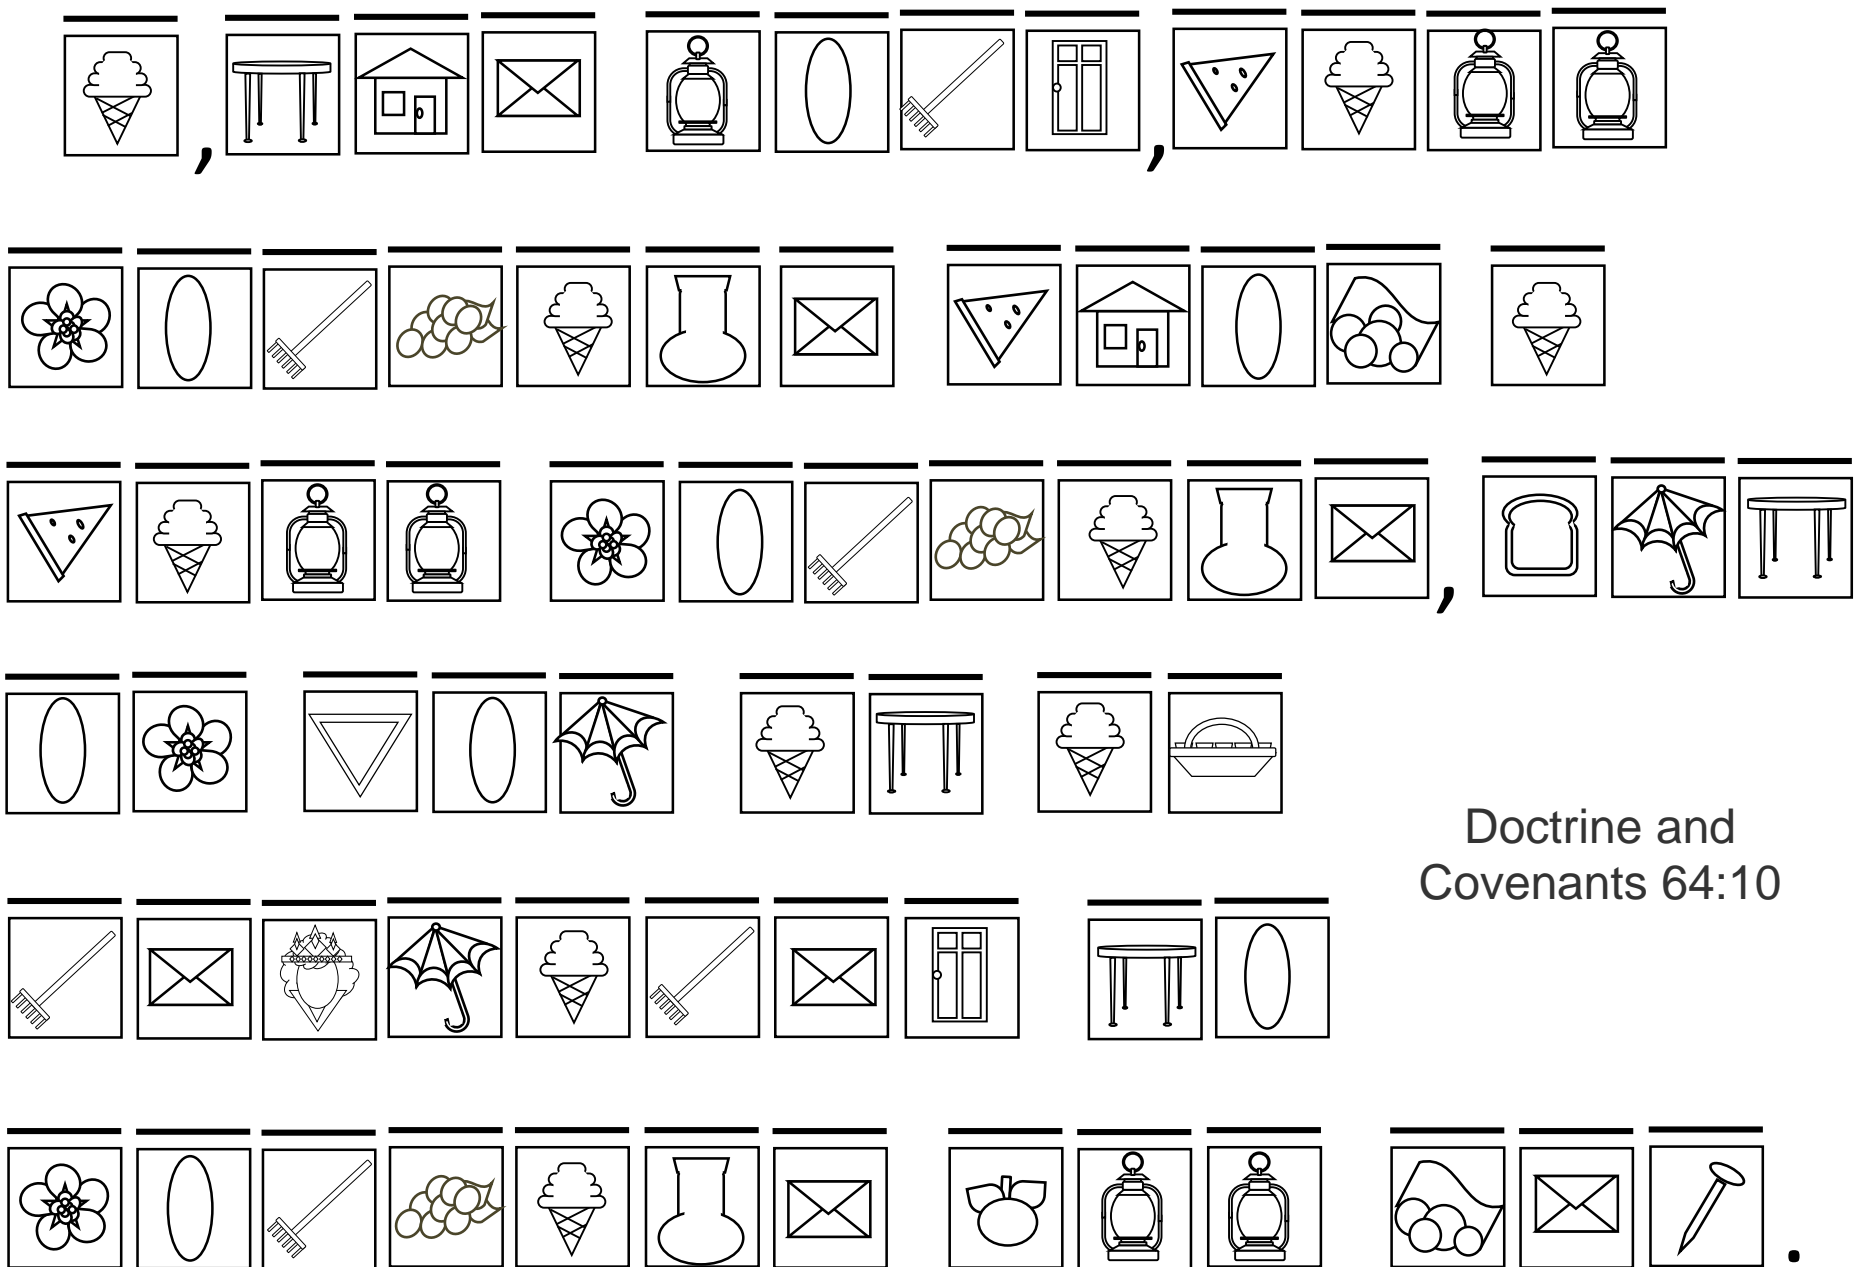 , ,
,
Doctrine and
Covenants 64:10
.